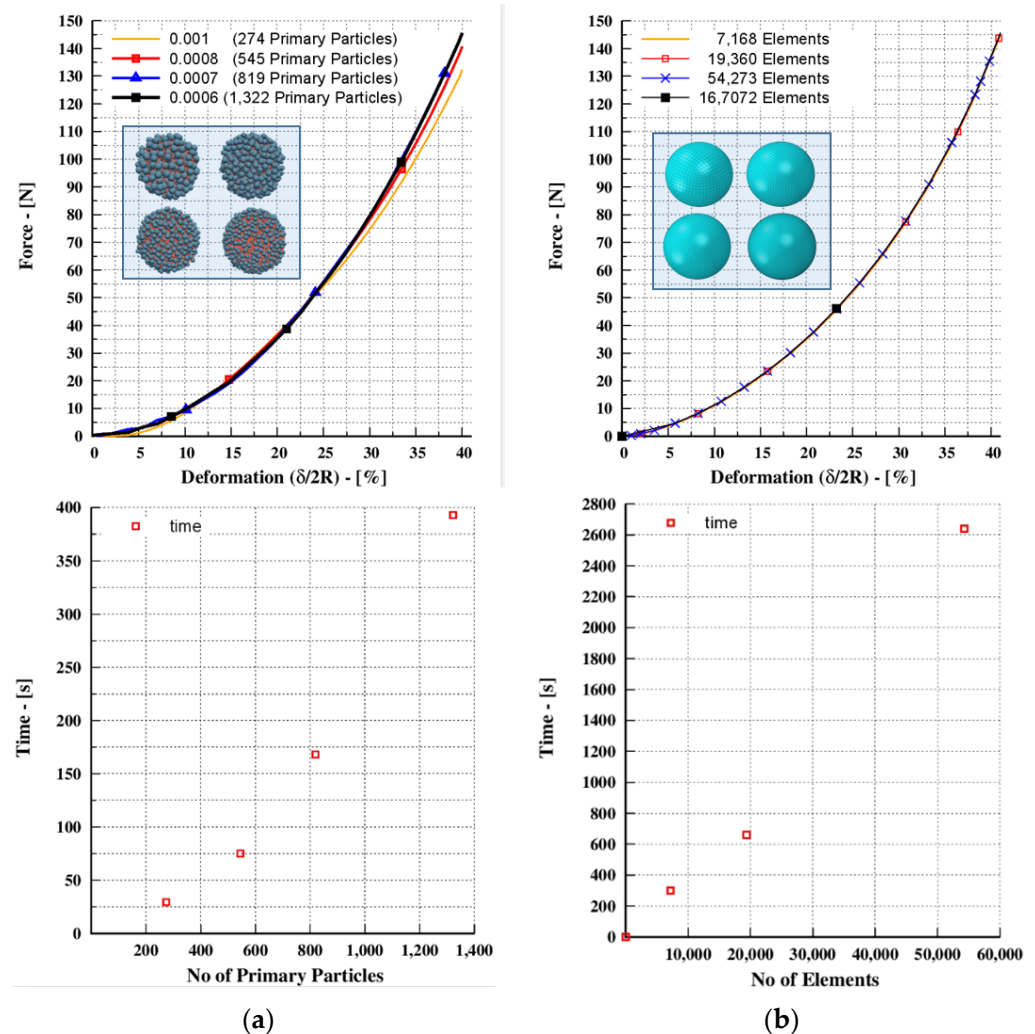 150
140
130
120
110
100
90
80
70
60
50
40
30
20
10
0
Force - [N]
0.001 (274 Primary Particles)
0.0008 (545 Primary Particles)
0.0007 (819 Primary Particles)
0.0006 (1,322 Primary Particles)
0 5 10 15 20 25 30 35 40
Deformation (δ/2R) - [%]
150
140
130
120
110
100
90
80
70
60
50
40
30
20
10
0
Force - [N]
7,168 Elements
19,360 Elements
54,273 Elements
16,7072 Elements
0 5 10 15 20 25 30 35 40
Deformation (δ/2R) - [%]
400
350
300
250
200
150
100
50
0
Time - [s]
time
200 400 600 800 1,000 1,200 1,400
No of Primary Particles
2800
2600
2400
2200
2000
1800
1600
1400
1200
1000
800
600
400
200
0
Time - [s]
time
10,000 20,000 30,000 40,000 50,000 60,000
No of Elements
(a) (b)